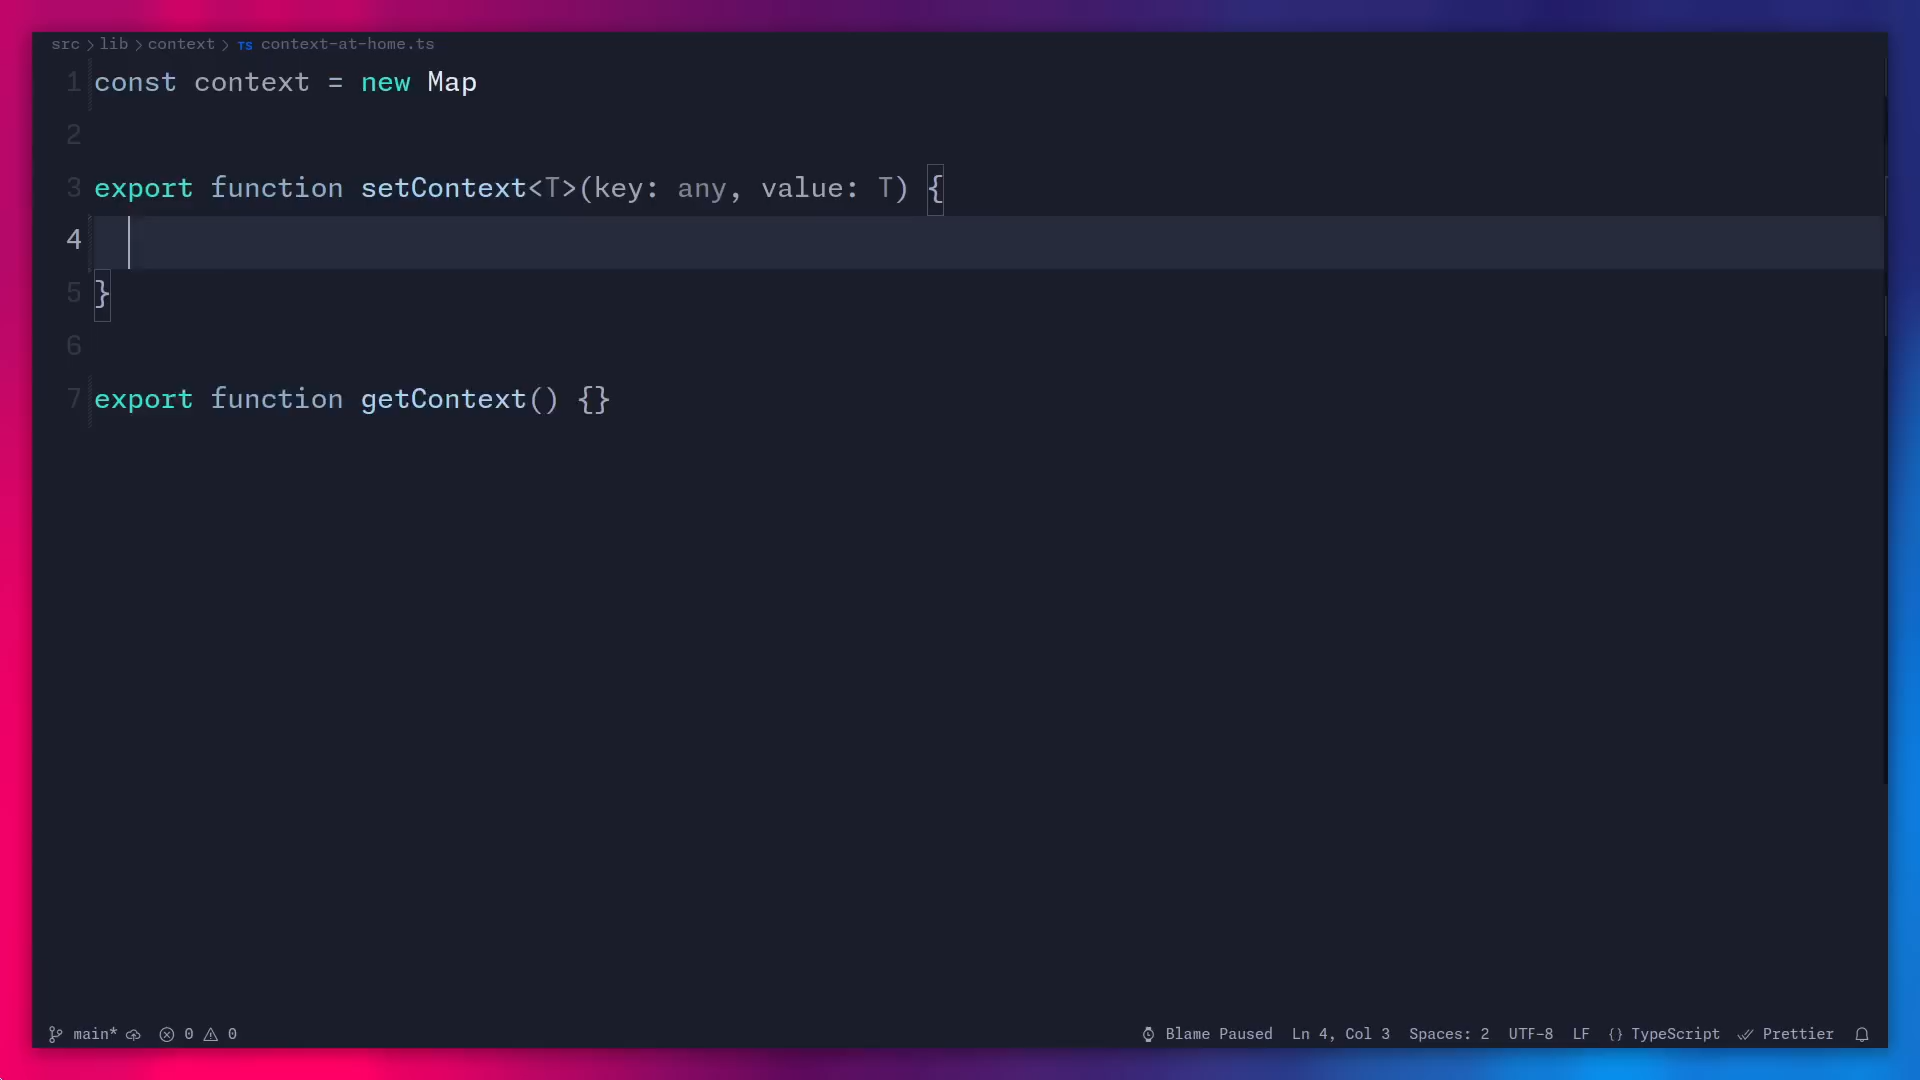 src > lib > context > TS context-at-home.ts
1 const context = new Map
2
3 export function setContext<T>(key: any, value: T) {
4
5 }
6
7 export function getContext() {}
main* 0 0 Blame Paused Ln 4, Col 3 Spaces: 2 UTF-8 LF {} TypeScript Prettier